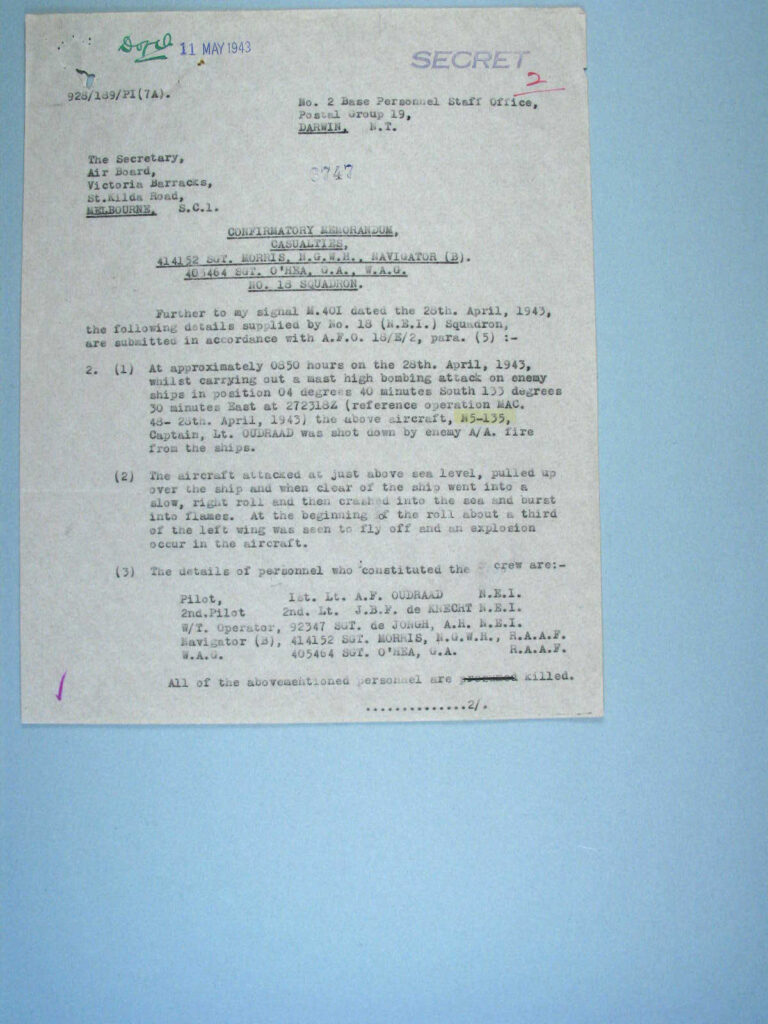 11 MAY 1943
SECRET
2
928/189/PI(7A).
No. 2 Base Personnel Staff Office,
Postal Group 19,
DARWIN, N.T.
The Secretary,
Air Board,
Victoria Barracks,
St.Kilda Road,
MELBOURNE, S.C.1.
6747
CONFIRMATORY MEMORANDUM,
CASUALTIES,
414152 SGT. MORRIS, N.G.W.H., NAVIGATOR (B).
405464 SGT. O'HEA, G.A., W.A.G.
NO. 18 SQUADRON.
Further to my signal M.401 dated the 28th. April, 1943,
the following details supplied by No. 18 (N.E.I.) Squadron,
are submitted in accordance with A.F.O. 18/E/2, para. (5) :-
2. (1) At approximately 0850 hours on the 28th. April, 1943,
whilst carrying out a mast high bombing attack on enemy
ships in position 04 degrees 40 minutes South 133 degrees
30 minutes East at 272318Z (reference operation MAC.
48- 28th. April, 1943) the above aircraft, N5-135,
Captain, Lt. OUDRAAD was shot down by enemy A/A. fire
from the ships.
(2) The aircraft attacked at just above sea level, pulled up
over the ship and when clear of the ship went into a
slow, right roll and then crashed into the sea and burst
into flames. At the beginning of the roll about a third
of the left wing was seen to fly off and an explosion
occur in the aircraft.
(3) The details of personnel who constituted the crew are:-
Pilot, 1st. Lt. A.F. OUDRAAD N.E.I.
2nd.Pilot 2nd. Lt. J.B.F. de KNECHT N.E.I.
W/T. Operator, 92347 SGT. de JONGH, A.H. N.E.I.
Navigator (B), 414152 SGT. MORRIS, N.G.W.H., R.A.A.F.
W.A.G. 405464 SGT. O'HEA, G.A. R.A.A.F.
All of the abovementioned personnel are presumed killed.
..............2/.